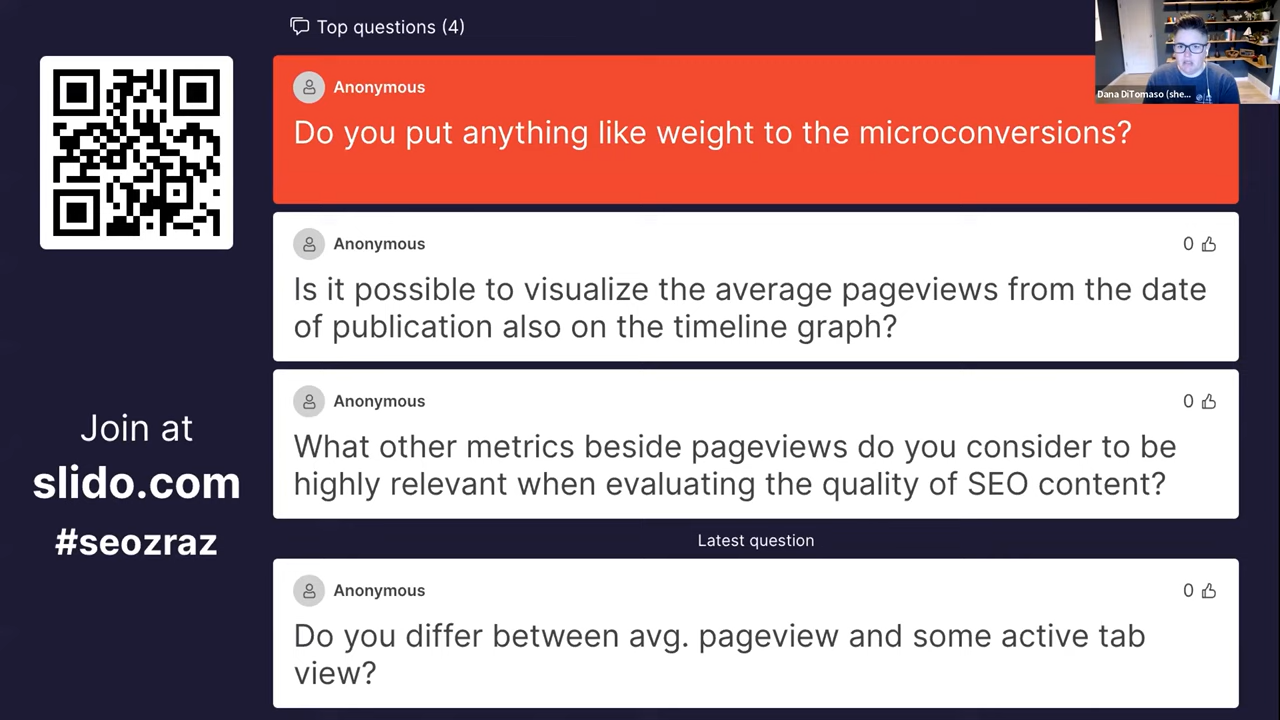 Top questions (4)
Dana DiTomaso (she...
Anonymous
Do you put anything like weight to the microconversions?
Anonymous
0
Is it possible to visualize the average pageviews from the date
of publication also on the timeline graph?
Anonymous
0
What other metrics beside pageviews do you consider to be
highly relevant when evaluating the quality of SEO content?
Join at
slido.com
#seozraz
Latest question
Anonymous
0
Do you differ between avg. pageview and some active tab
view?